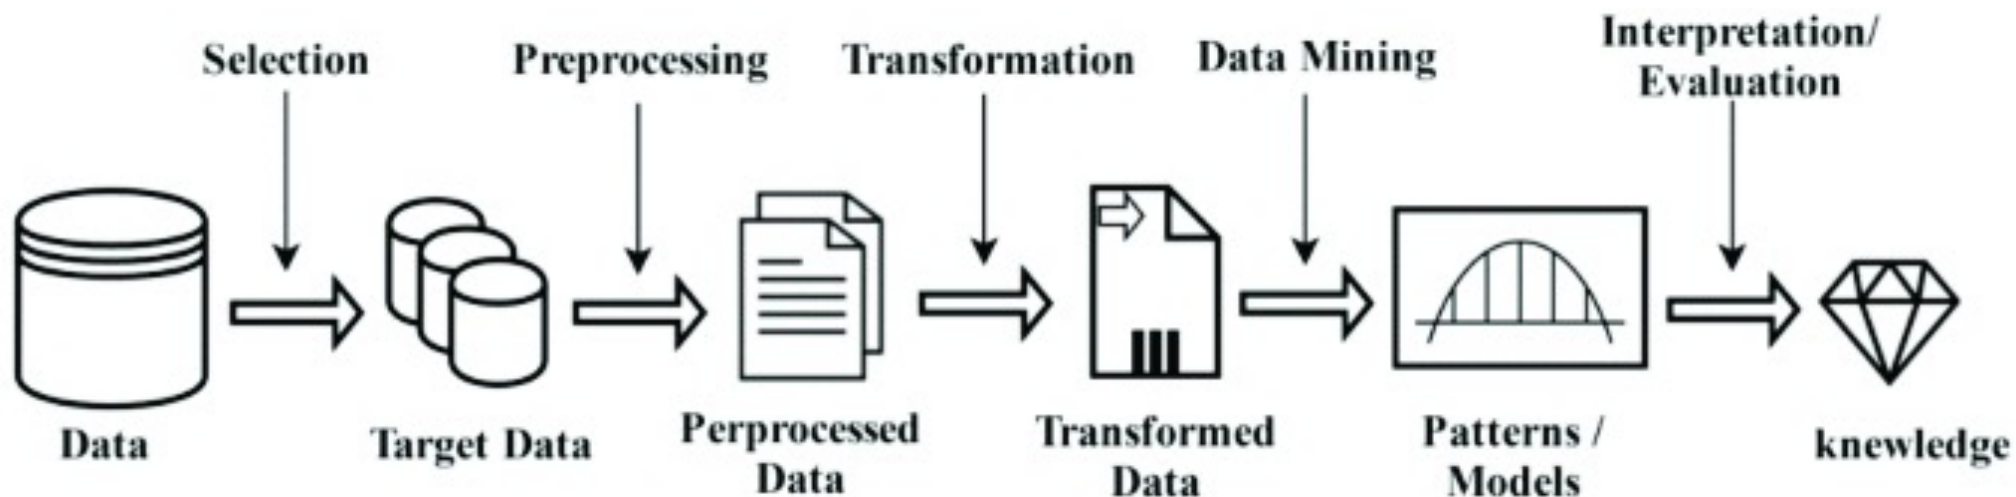 Selection
Preprocessing
Transformation
Data Mining
Interpretation/
Evaluation
Data
Target Data
Perprocessed
Data
Transformed
Data
Patterns /
Models
knewledge